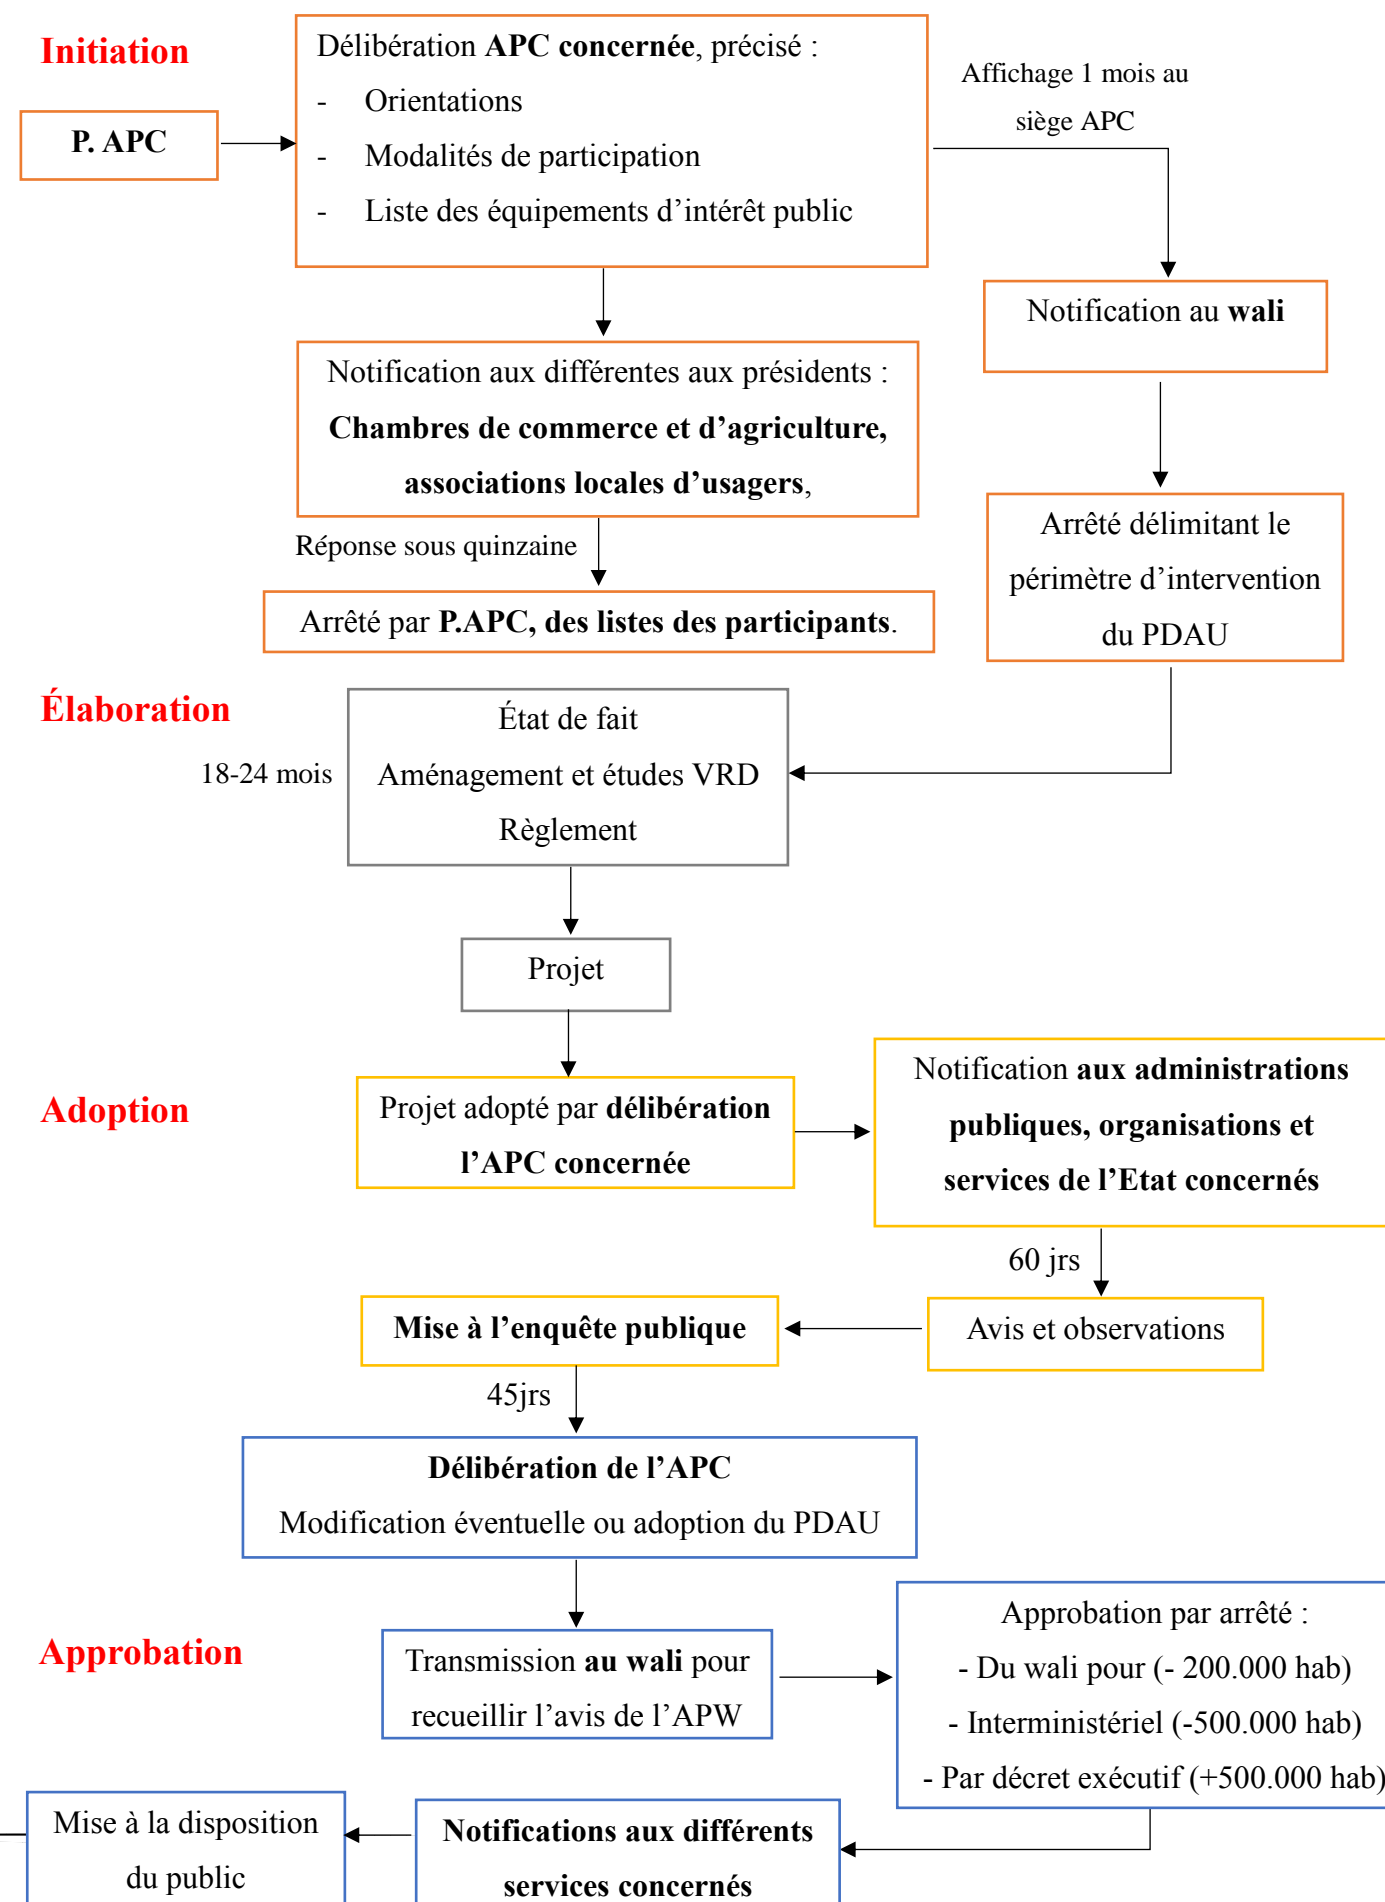 Initiation
P. APC
Délibération APC concernée, précisé :
- Orientations
- Modalités de participation
- Liste des équipements d’intérêt public
Affichage 1 mois au
siège APC
Notification au wali
Notification aux différentes aux présidents :
Chambres de commerce et d’agriculture,
associations locales d’usagers,
Réponse sous quinzaine
Arrêté par P.APC, des listes des participants.
Arrêté délimitant le
périmètre d’intervention
du PDAU
Élaboration
18-24 mois
État de fait
Aménagement et études VRD
Règlement
Projet
Adoption
Projet adopté par délibération
l’APC concernée
Notification aux administrations
publiques, organisations et
services de l’Etat concernés
60 jrs
Avis et observations
Mise à l’enquête publique
45jrs
Délibération de l’APC
Modification éventuelle ou adoption du PDAU
Approbation
Transmission au wali pour
recueillir l’avis de l’APW
Approbation par arrêté :
- Du wali pour (- 200.000 hab)
- Interministériel (-500.000 hab)
- Par décret exécutif (+500.000 hab)
Notifications aux différents
services concernés
Mise à la disposition
du public